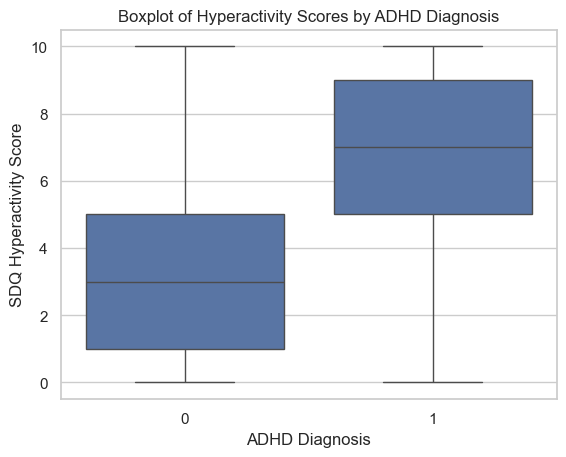 Boxplot of Hyperactivity Scores by ADHD Diagnosis
SDQ Hyperactivity Score
10
8
6
4
2
0
0 1
ADHD Diagnosis